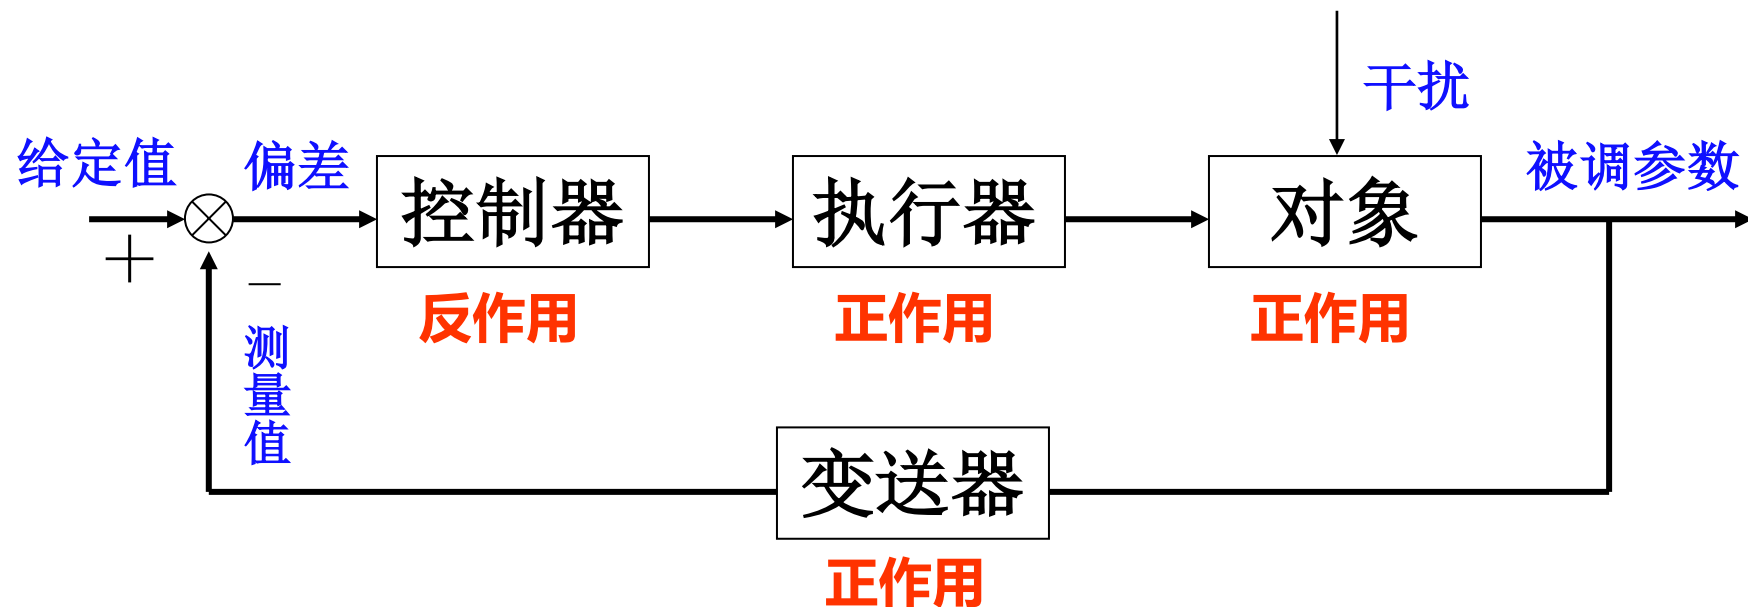 干扰
给定值
偏差
被调参数
控制器
执行器
对象
+
−
反作用
正作用
正作用
测量值
变送器
正作用